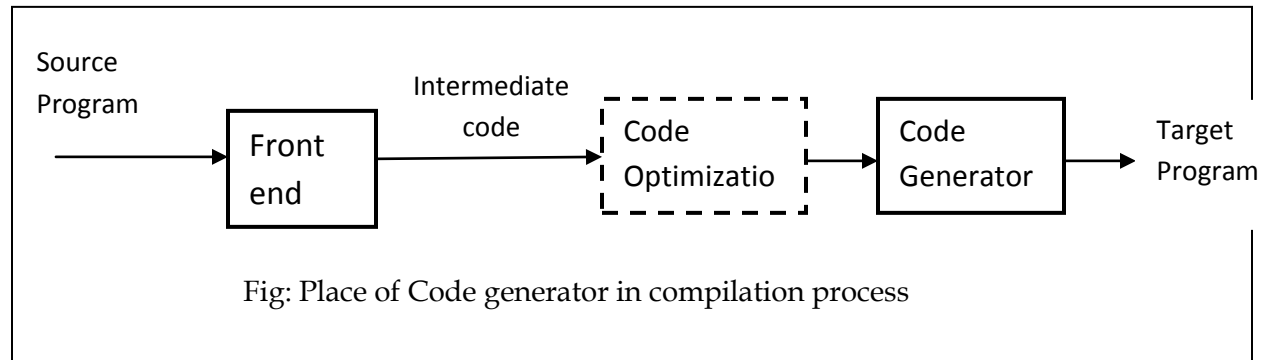 Source
Program
Intermediate
code
Front
end
Code
Optimizatio
Code
Generator
Target
Program
Fig: Place of Code generator in compilation process